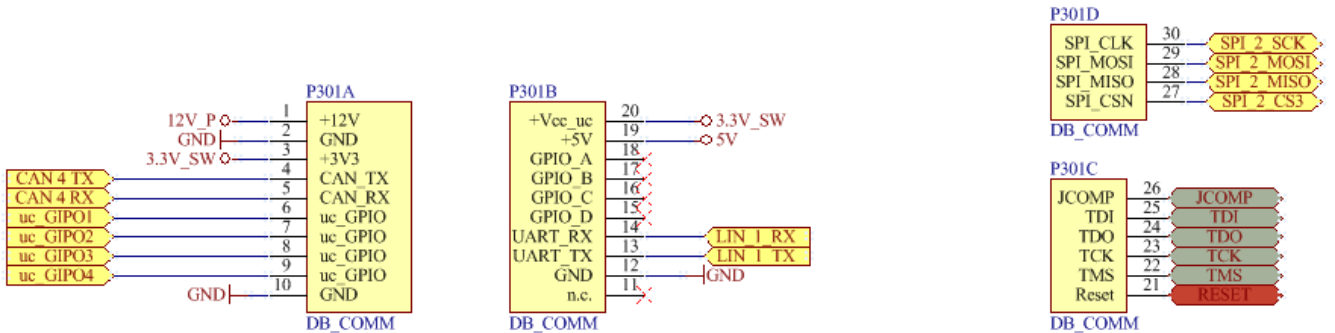 P301A
12V_P 1 +12V
GND 2 GND
3.3V_SW 3 +3V3
CAN 4 TX 4 CAN_TX
CAN 4 RX 5 CAN_RX
uc_GIPO1 6 uc_GPIO
uc_GIPO2 7 uc_GPIO
uc_GIPO3 8 uc_GPIO
uc_GIPO4 9 uc_GPIO
GND 10 GND
DB_COMM
P301B
+Vcc_uc 20 3.3V_SW
+5V 19 5V
GPIO_A 18
GPIO_B 17
GPIO_C 16
GPIO_D 15
UART_RX 14 LIN_1_RX
UART_TX 13 LIN_1_TX
GND 12 GND
n.c. 11
DB_COMM
P301D
SPI_CLK 30 SPI_2_SCK
SPI_MOSI 29 SPI_2_MOSI
SPI_MISO 28 SPI_2_MISO
SPI_CSN 27 SPI_2_CS3
DB_COMM
P301C
JCOMP 26 JCOMP
TDI 25 TDI
TDO 24 TDO
TCK 23 TCK
TMS 22 TMS
Reset 21 RESET
DB_COMM